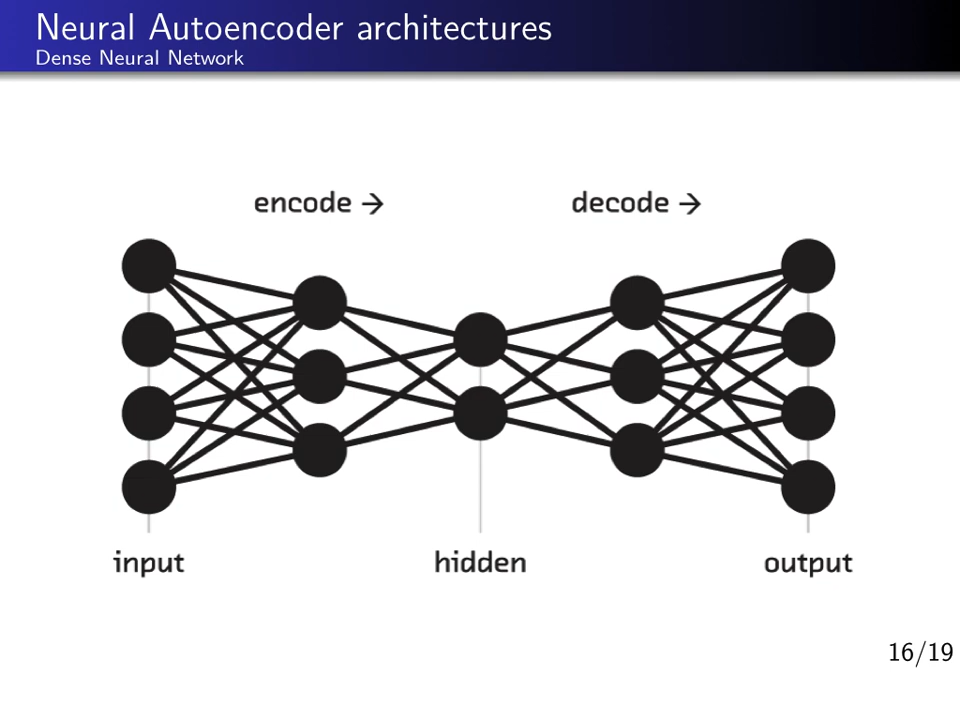 Neural Autoencoder architectures
Dense Neural Network
encode → decode →
input hidden output
16/19